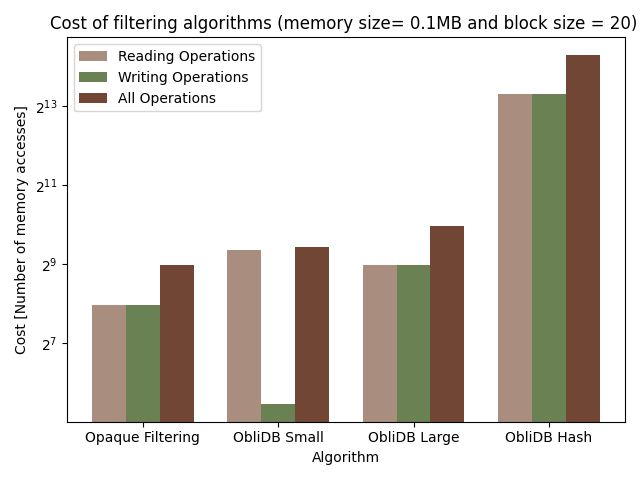 Cost of filtering algorithms (memory size= 0.1MB and block size = 20)
Reading Operations
Writing Operations
All Operations
2^13
2^11
2^9
2^7
Cost [Number of memory accesses]
Opaque Filtering ObliDB Small ObliDB Large ObliDB Hash
Algorithm